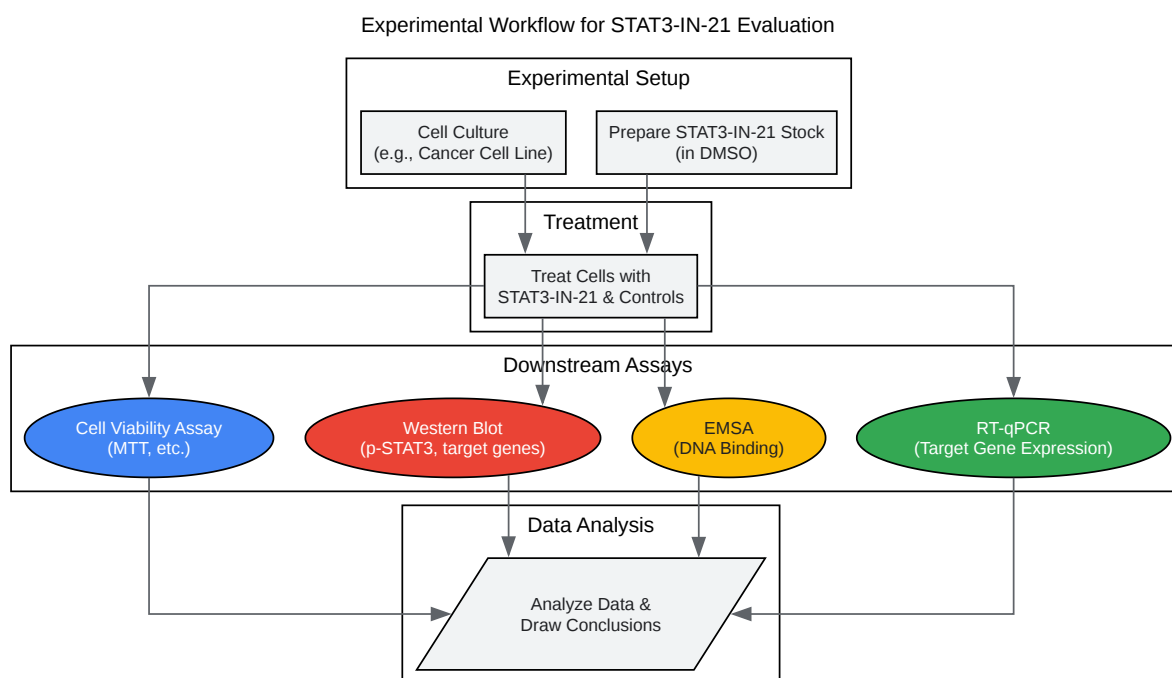 Experimental Workflow for STAT3-IN-21 Evaluation
Experimental Setup
Cell Culture
(e.g., Cancer Cell Line)
Prepare STAT3-IN-21 Stock
(in DMSO)
Treatment
Treat Cells with
STAT3-IN-21 & Controls
Downstream Assays
Cell Viability Assay
(MTT, etc.)
Western Blot
(p-STAT3, target genes)
EMSA
(DNA Binding)
RT-qPCR
(Target Gene Expression)
Data Analysis
Analyze Data &
Draw Conclusions